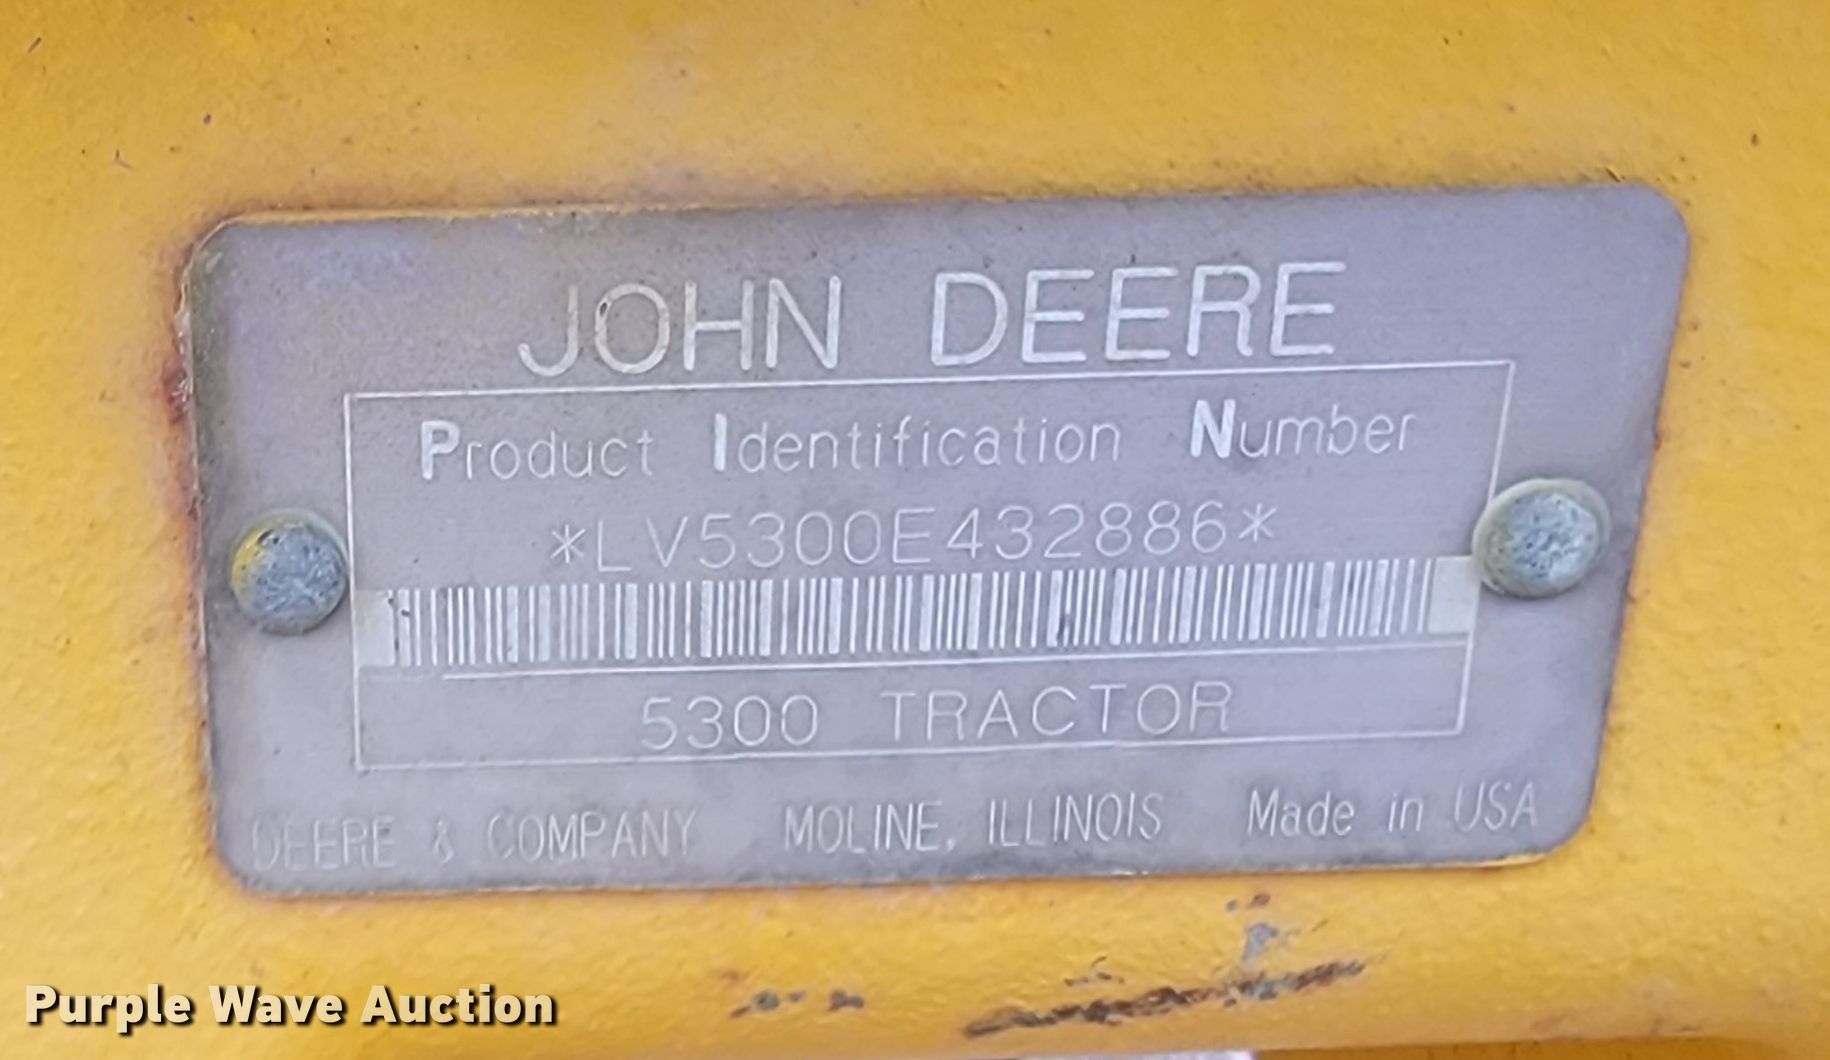 JOHN DEERE
Product Identification Number
*LV5300E432886*
5300 TRACTOR
DEERE & COMPANY MOLINE, ILLINOIS Made in USA
Purple Wave Auction